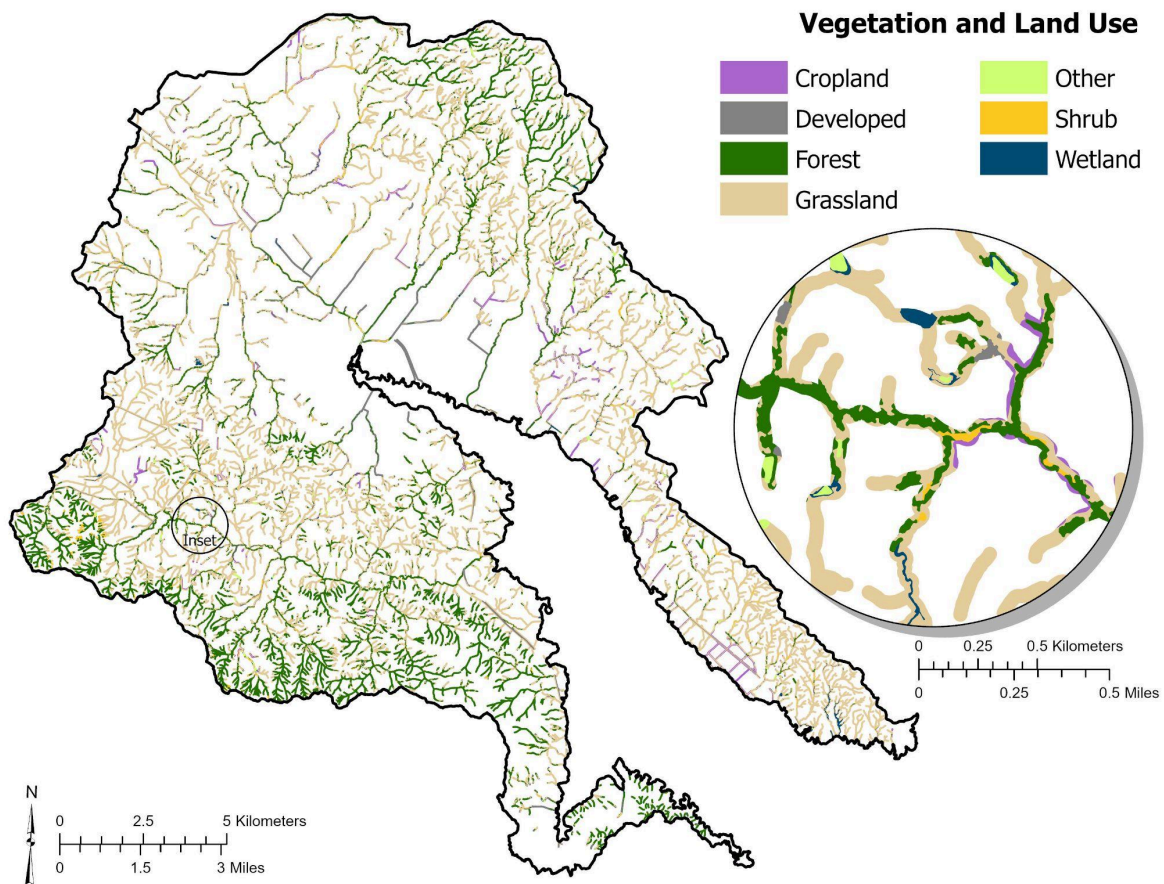 Vegetation and Land Use
Cropland
Developed
Forest
Grassland
Other
Shrub
Wetland
Inset
0 0.25 0.5 Kilometers
0 0.25 0.5 Miles
N
0 2.5 5 Kilometers
0 1.5 3 Miles